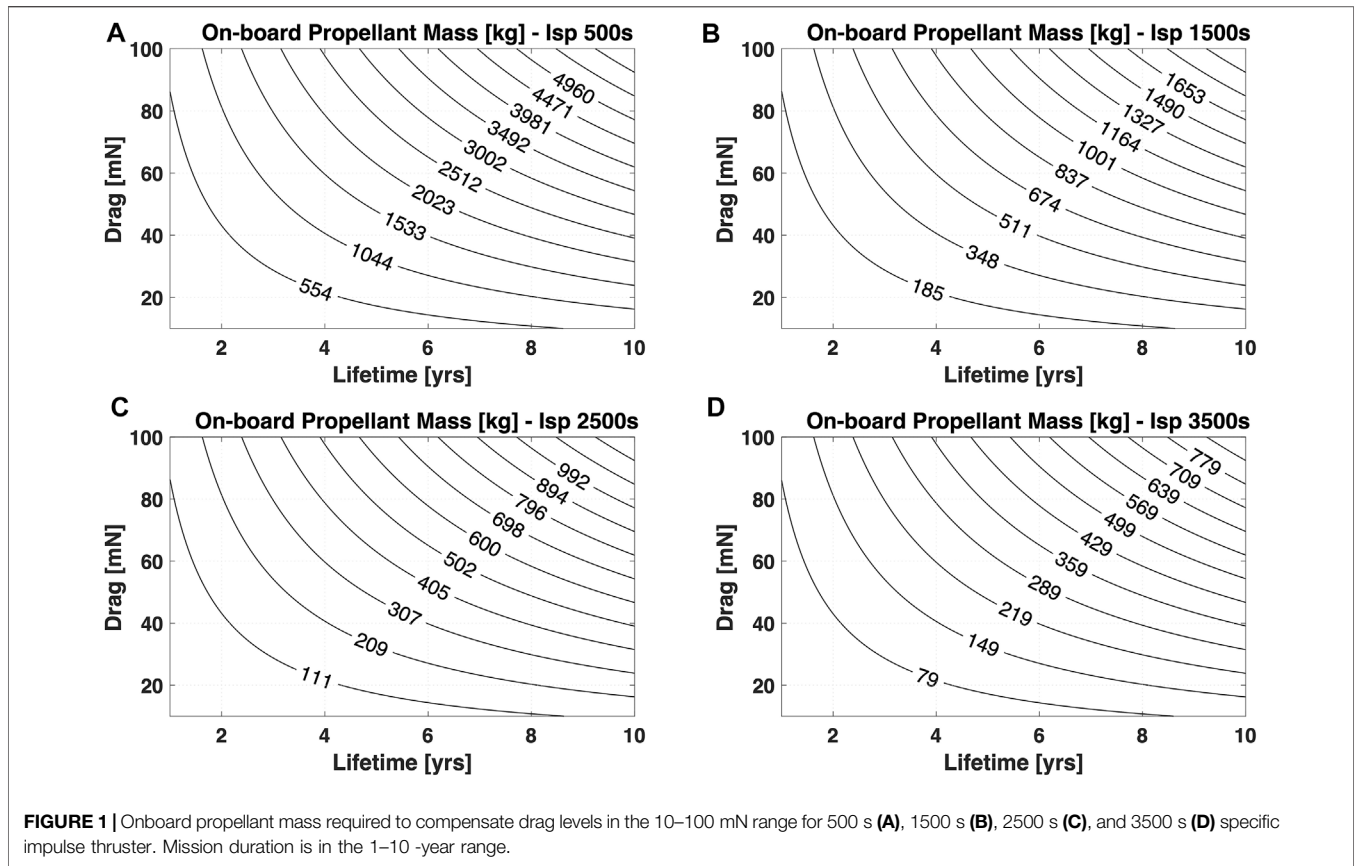 A
On-board Propellant Mass [kg] - Isp 500s
Drag [mN]
100
80
60
40
20
4960
4471
3981
3492
3002
2512
2023
1533
1044
554
2 4 6 8 10
Lifetime [yrs]
B
On-board Propellant Mass [kg] - Isp 1500s
Drag [mN]
100
80
60
40
20
1653
1490
1327
1164
1001
837
674
511
348
185
2 4 6 8 10
Lifetime [yrs]
C
On-board Propellant Mass [kg] - Isp 2500s
Drag [mN]
100
80
60
40
20
992
894
796
698
600
502
405
307
209
111
2 4 6 8 10
Lifetime [yrs]
D
On-board Propellant Mass [kg] - Isp 3500s
Drag [mN]
100
80
60
40
20
779
709
639
569
499
429
359
289
219
149
79
2 4 6 8 10
Lifetime [yrs]
FIGURE 1 | Onboard propellant mass required to compensate drag levels in the 10–100 mN range for 500 s (A), 1500 s (B), 2500 s (C), and 3500 s (D) specific
impulse thruster. Mission duration is in the 1–10 -year range.